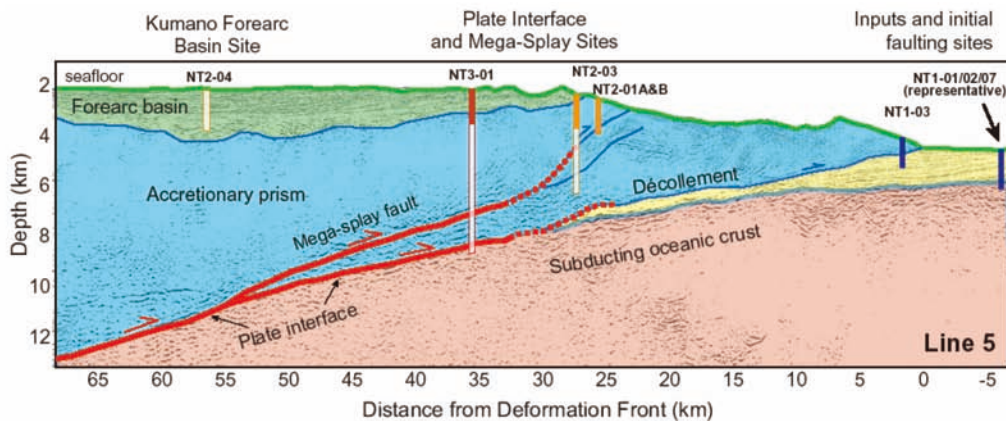 Kumano Forearc
Basin Site
Plate Interface
and Mega-Splay Sites
Inputs and initial
faulting sites
seafloor
NT2-04
NT3-01
NT2-03
NT2-01A&B
NT1-01/02/07
(representative)
NT1-03
Forearc basin
Accretionary prism
Mega-splay fault
Décollement
Subducting oceanic crust
Plate interface
Line 5
2
4
6
8
10
12
Depth (km)
65 60 55 50 45 40 35 30 25 20 15 10 5 0 -5
Distance from Deformation Front (km)